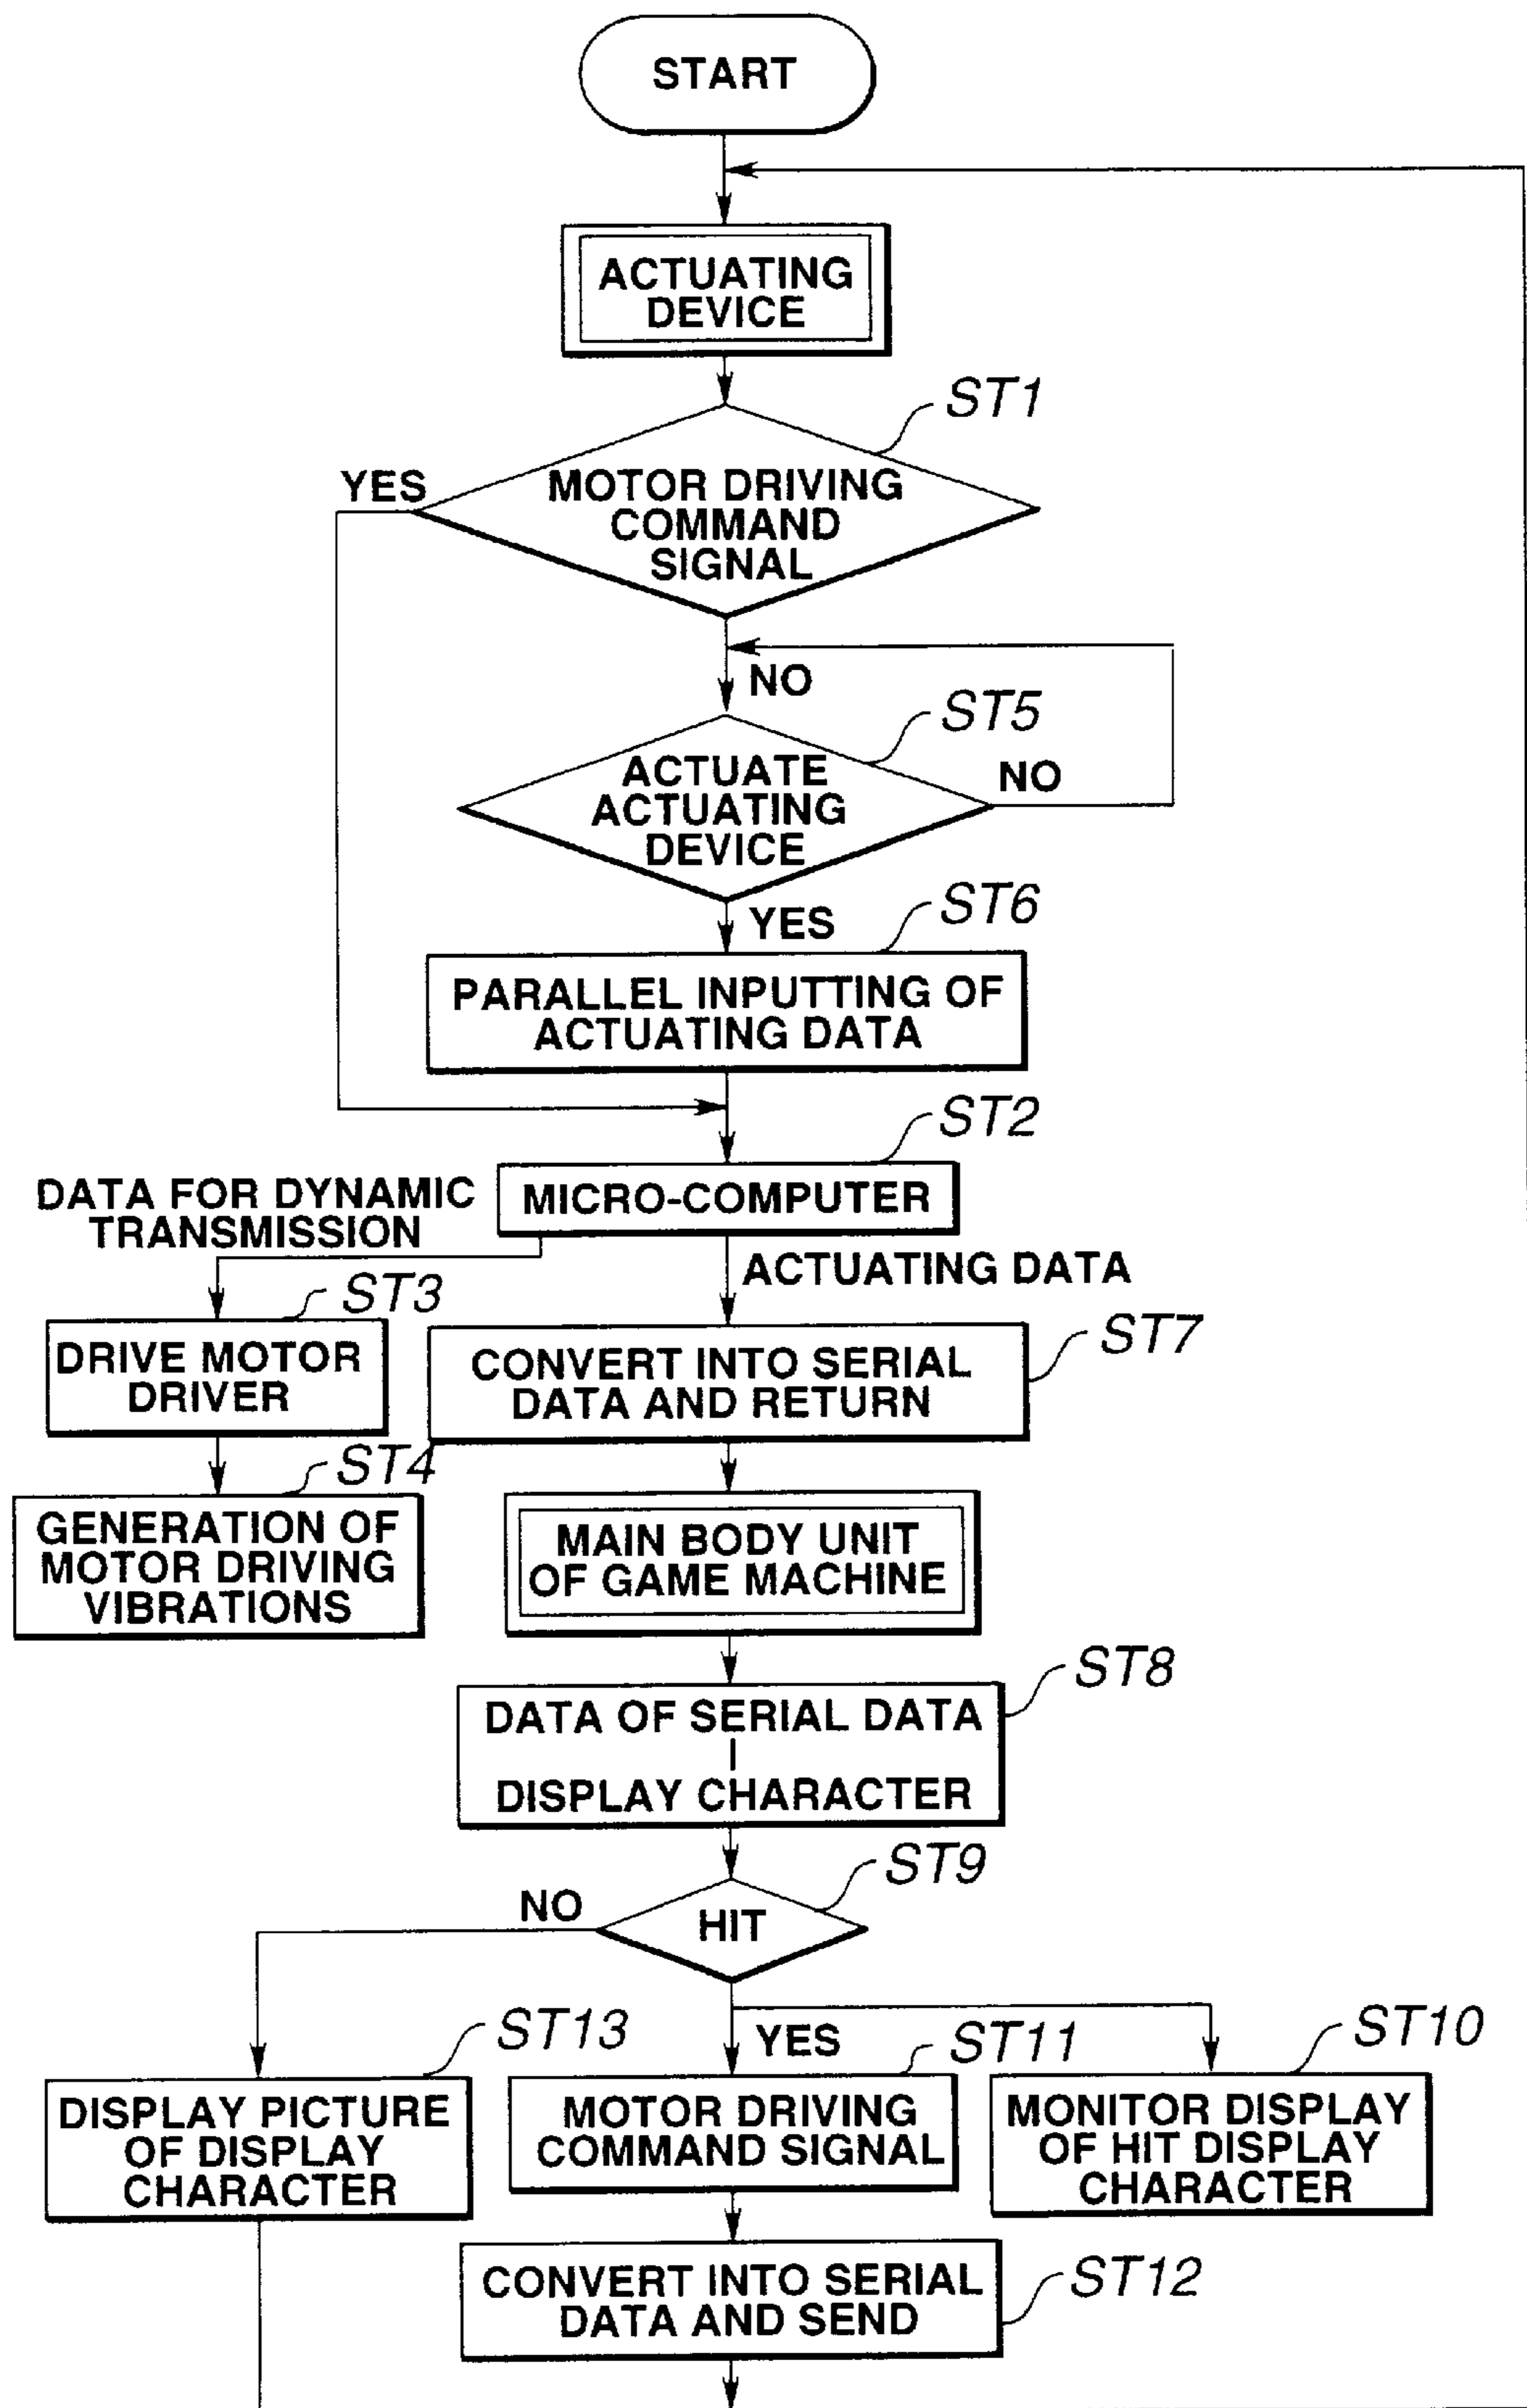 START
ACTUATING
DEVICE
ST1
YES
MOTOR DRIVING
COMMAND
SIGNAL
NO
ST5
ACTUATE
ACTUATING
DEVICE
NO
ST6
YES
PARALLEL INPUTTING OF
ACTUATING DATA
ST2
MICRO-COMPUTER
DATA FOR DYNAMIC
TRANSMISSION
ACTUATING DATA
ST3
DRIVE MOTOR
DRIVER
ST7
CONVERT INTO SERIAL
DATA AND RETURN
ST4
GENERATION OF
MOTOR DRIVING
VIBRATIONS
MAIN BODY UNIT
OF GAME MACHINE
ST8
DATA OF SERIAL DATA
DISPLAY CHARACTER
ST9
NO
HIT
ST13
YES
ST11
ST10
DISPLAY PICTURE
OF DISPLAY
CHARACTER
MOTOR DRIVING
COMMAND SIGNAL
MONITOR DISPLAY
OF HIT DISPLAY
CHARACTER
ST12
CONVERT INTO SERIAL
DATA AND SEND